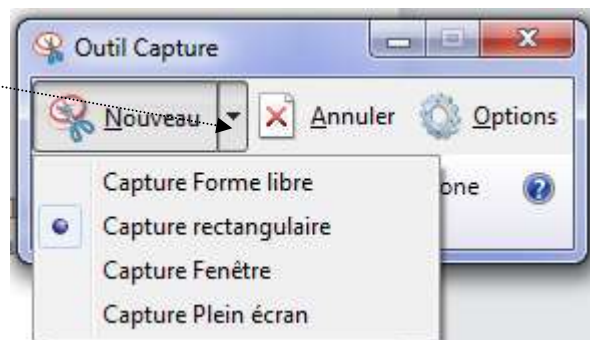 Outil Capture
Nouveau Annuler Options
Capture Forme libre
one
Capture rectangulaire
Capture Fenêtre
Capture Plein écran